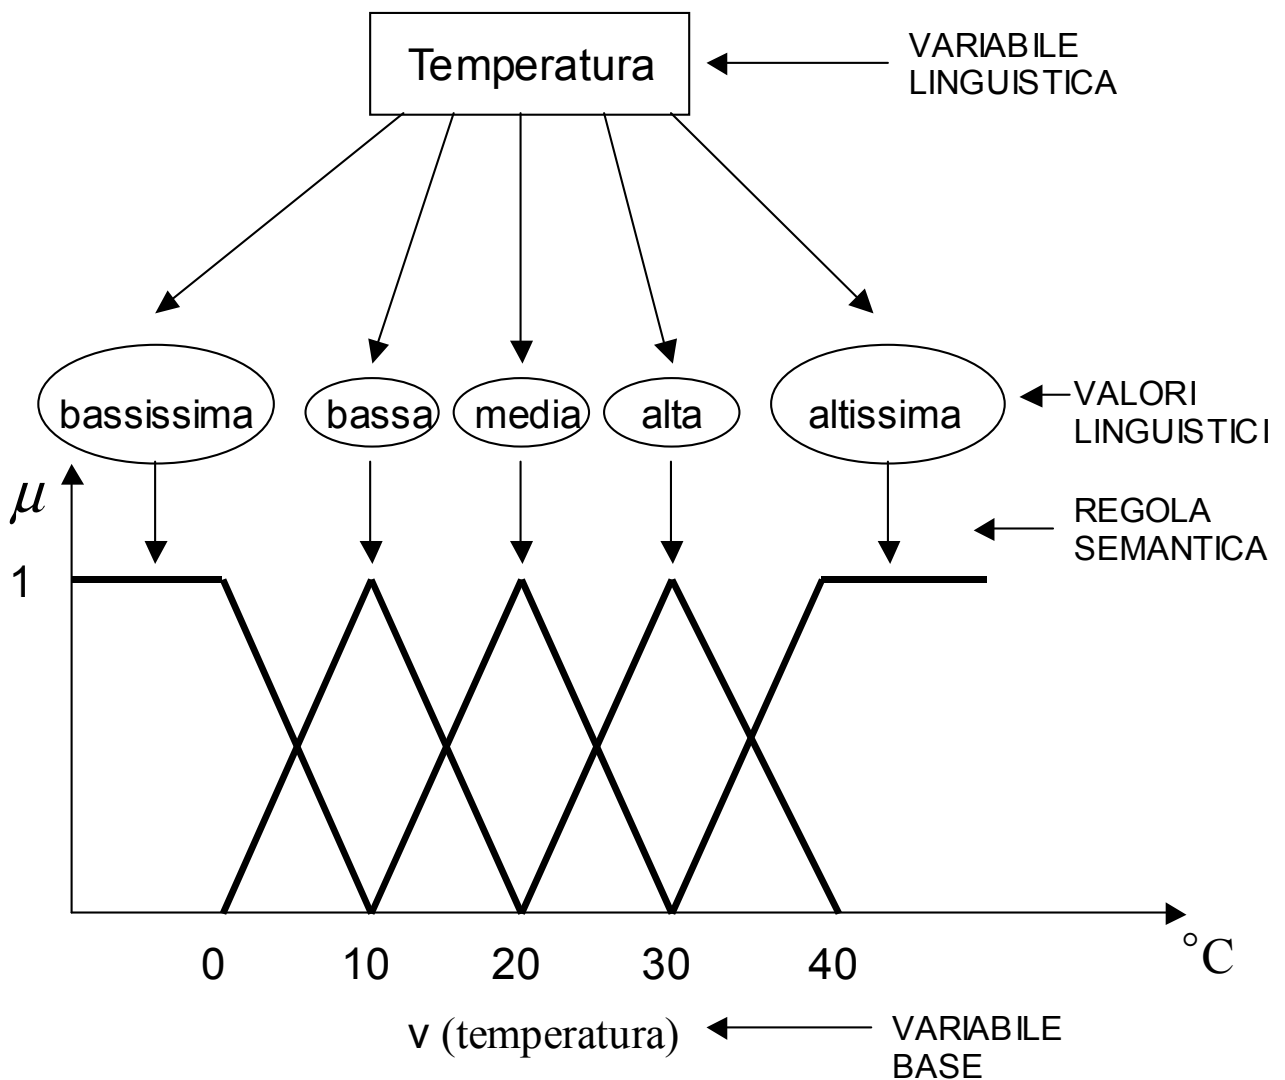 Temperatura
VARIABILE
LINGUISTICA
bassissima
bassa
media
alta
altissima
VALORI
LINGUISTICI
μ
REGOLA
SEMANTICA
1
0
10
20
30
40
°C
v (temperatura)
VARIABILE
BASE